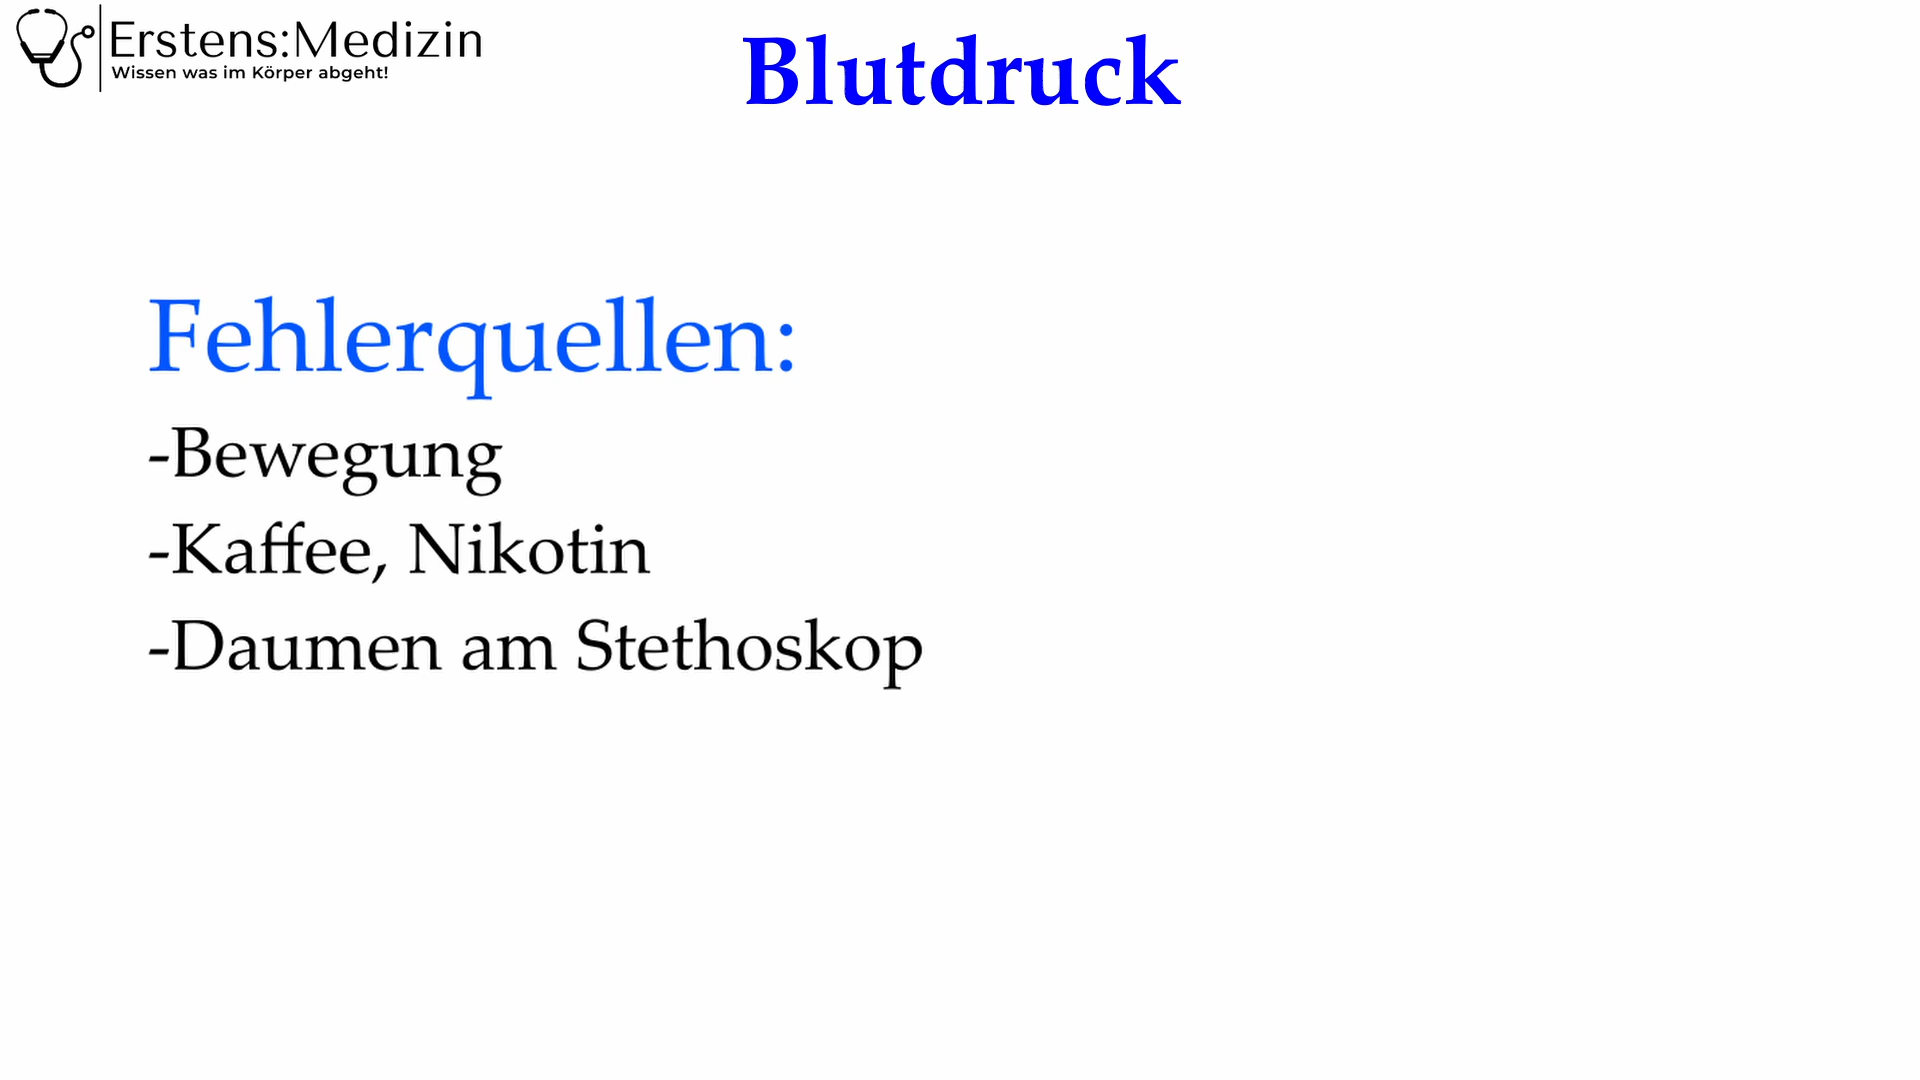 Erstens:Medizin
Wissen was im Körper abgeht!
Blutdruck
Fehlerquellen:
-Bewegung
-Kaffee, Nikotin
-Daumen am Stethoskop